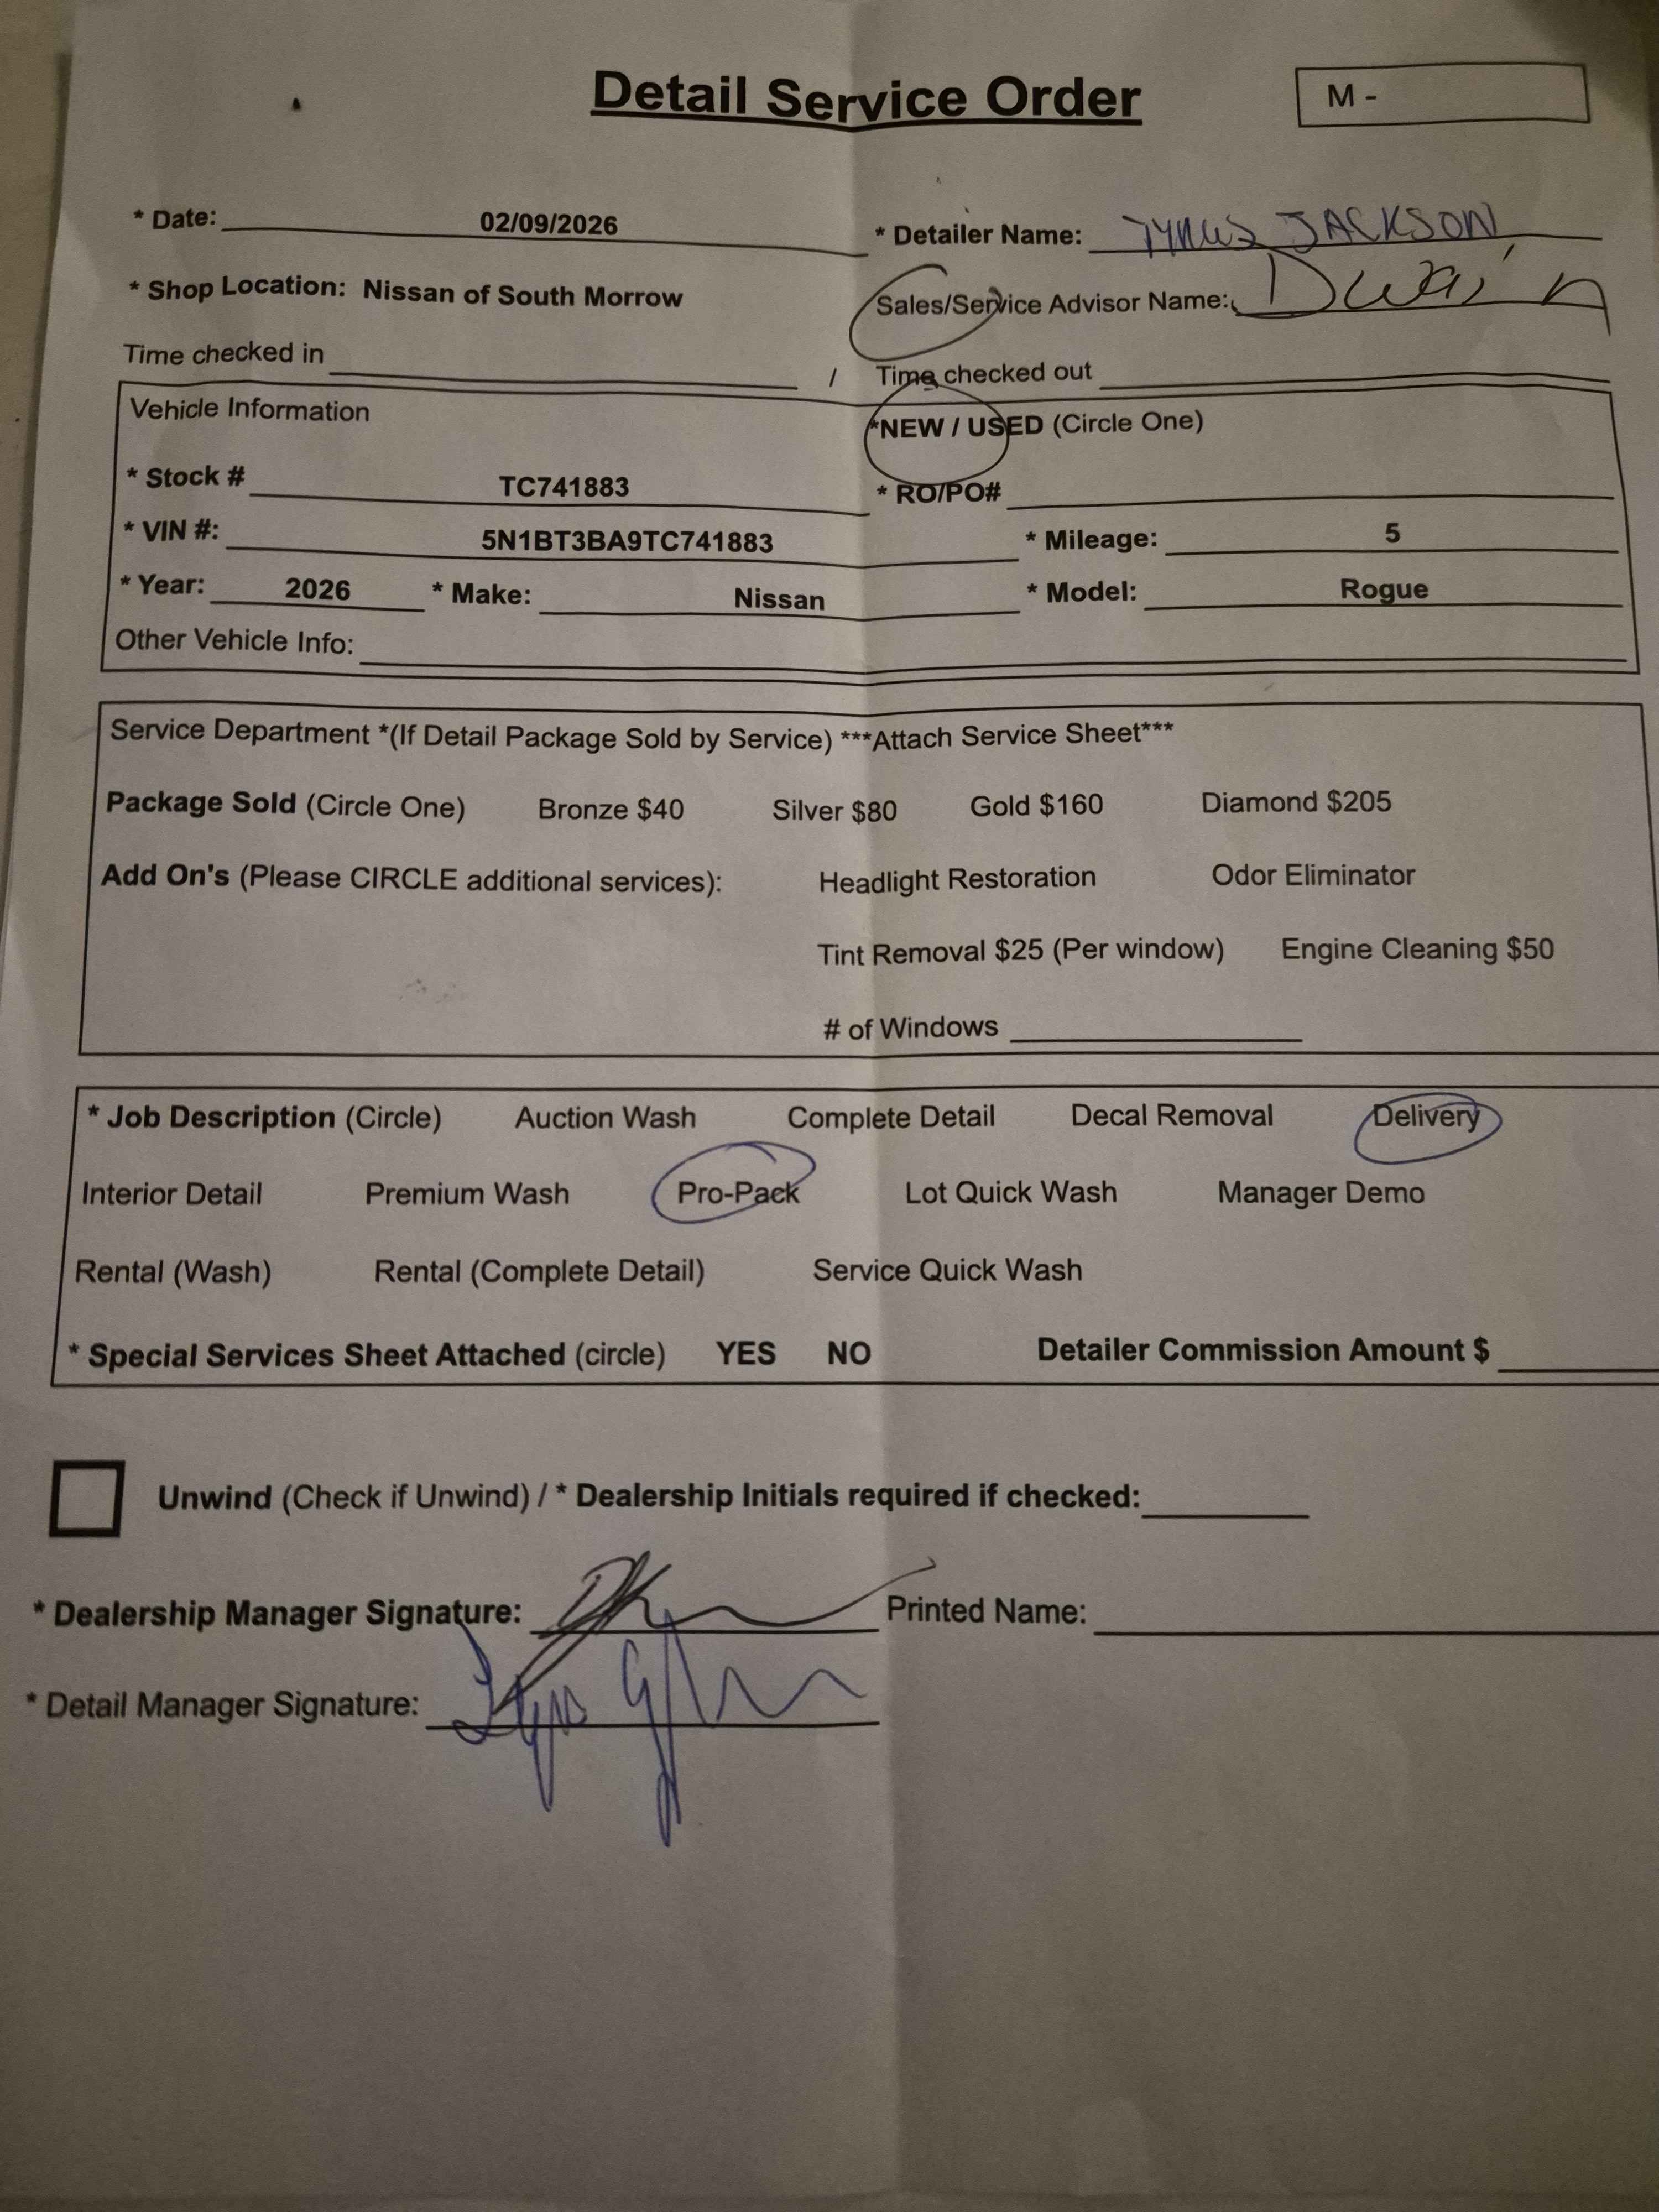 Detail Service Order
M -
* Date: 02/09/2026 * Detailer Name: JACKSON
* Shop Location: Nissan of South Morrow Sales/Service Advisor Name: Dwain
Time checked in / Time checked out
Vehicle Information *NEW / USED (Circle One)
* Stock # TC741883 * RO/PO#
* VIN #: 5N1BT3BA9TC741883 * Mileage: 5
* Year: 2026 * Make: Nissan * Model: Rogue
Other Vehicle Info:
Service Department *(If Detail Package Sold by Service) ***Attach Service Sheet***
Package Sold (Circle One) Bronze $40 Silver $80 Gold $160 Diamond $205
Add On's (Please CIRCLE additional services): Headlight Restoration Odor Eliminator
Tint Removal $25 (Per window) Engine Cleaning $50
# of Windows
* Job Description (Circle) Auction Wash Complete Detail Decal Removal Delivery
Interior Detail Premium Wash Pro-Pack Lot Quick Wash Manager Demo
Rental (Wash) Rental (Complete Detail) Service Quick Wash
* Special Services Sheet Attached (circle) YES NO Detailer Commission Amount $
Unwind (Check if Unwind) / * Dealership Initials required if checked:
* Dealership Manager Signature: Printed Name:
* Detail Manager Signature: